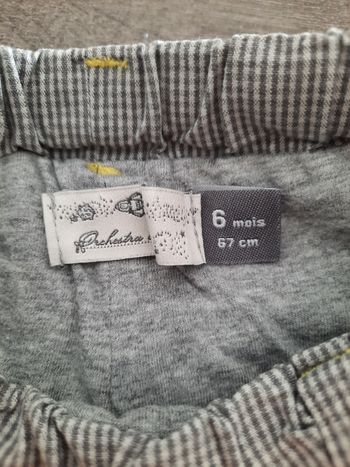 Orchestra
6 mois
67 cm